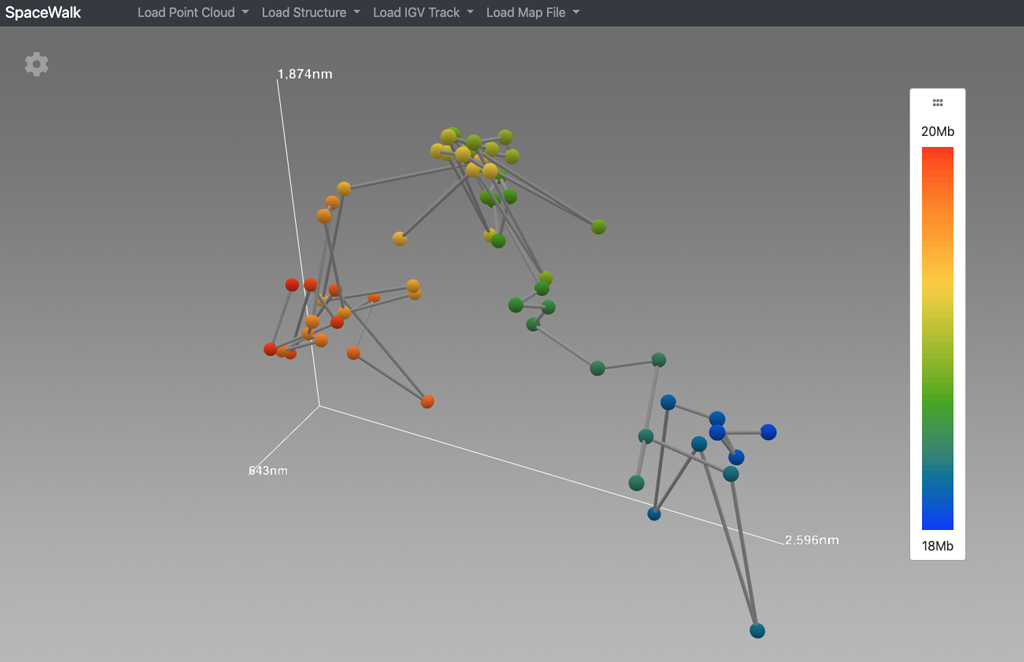 SpaceWalk Load Point Cloud Load Structure Load IGV Track Load Map File
1,874nm
20Mb
643nm
2,596nm
18Mb